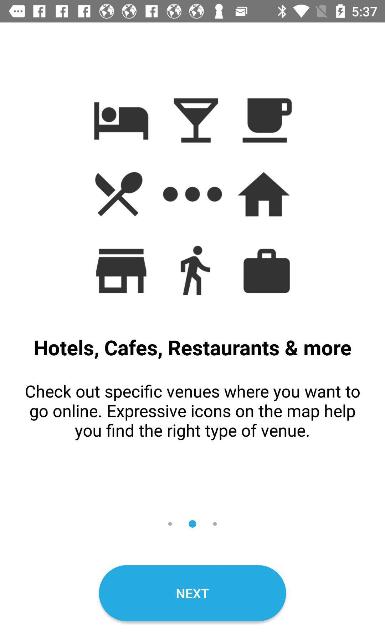 5:37
Hotels, Cafes, Restaurants & more
Check out specific venues where you want to
go online. Expressive icons on the map help
you find the right type of venue.
NEXT